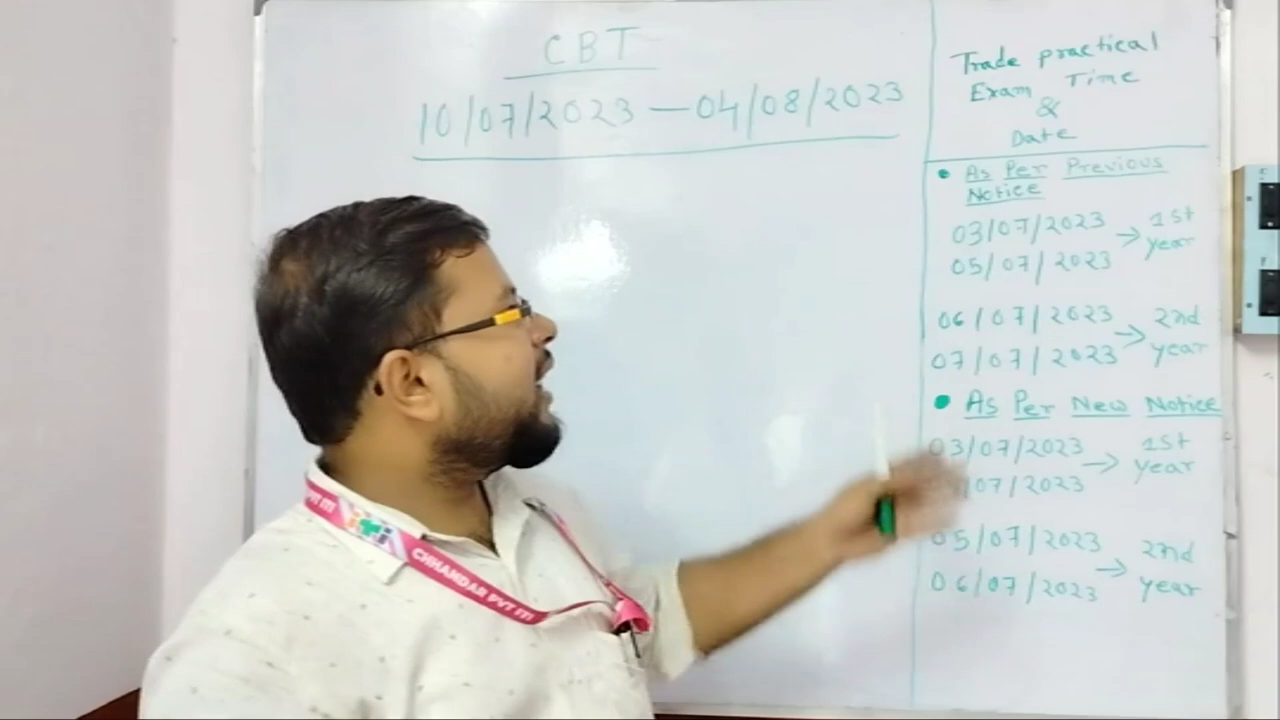 CBT
10/07/2023 — 04/08/2023
Trade practical
Exam Time
&
Date
• As Per Previous
Notice
03/07/2023
05/07/2023
→ 1st
year
06/07/2023
07/07/2023
→ 2nd
year
• As Per New Notice
03/07/2023
/07/2023
→ 1st
year
05/07/2023
06/07/2023
→ 2nd
year
PVT ITI
CHHANDAR PVT ITI